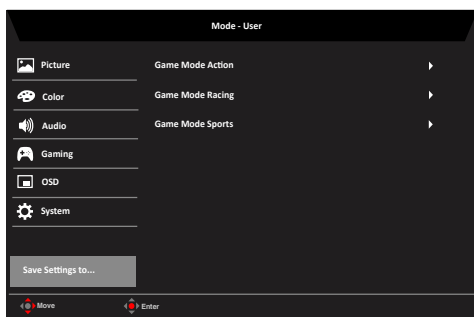 Mode - User
Picture
Game Mode Action
Color
Game Mode Racing
Audio
Game Mode Sports
Gaming
OSD
System
Save Settings to...
Move
Enter